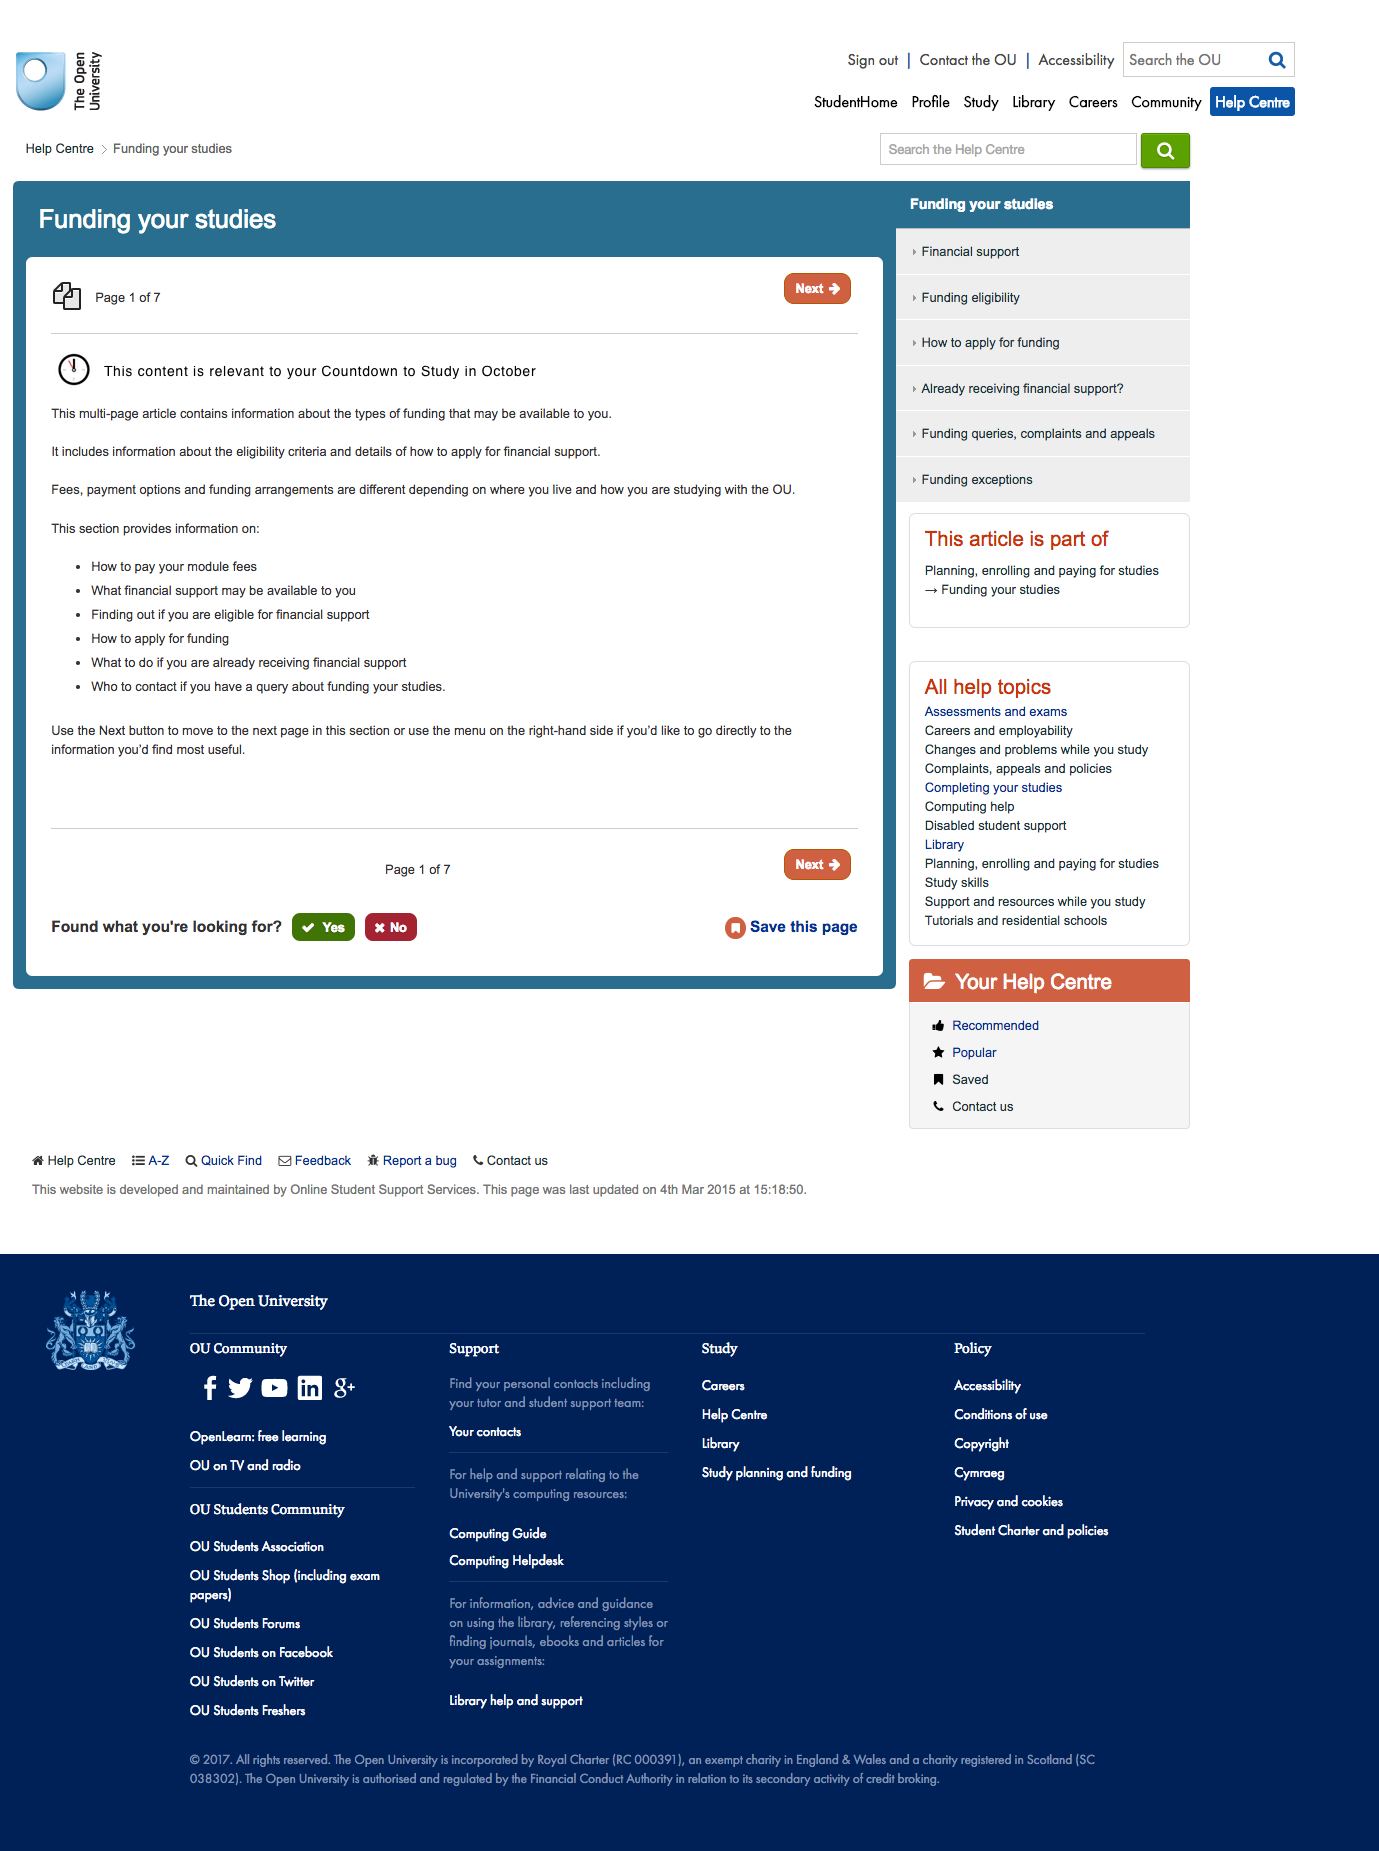 The Open
University
Sign out | Contact the OU | Accessibility
Search the OU
StudentHome Profile Study Library Careers Community Help Centre
Help Centre Funding your studies
Search the Help Centre
Funding your studies
Page 1 of 7
Next
This content is relevant to your Countdown to Study in October
This multi-page article contains information about the types of funding that may be available to you.
It includes information about the eligibility criteria and details of how to apply for financial support.
Fees, payment options and funding arrangements are different depending on where you live and how you are studying with the OU.
This section provides information on:
• How to pay your module fees
• What financial support may be available to you
• Finding out if you are eligible for financial support
• How to apply for funding
• What to do if you are already receiving financial support
• Who to contact if you have a query about funding your studies.
Use the Next button to move to the next page in this section or use the menu on the right-hand side if you'd like to go directly to the
information you'd find most useful.
Page 1 of 7
Next
Found what you're looking for? Yes No
Save this page
Funding your studies
Financial support
Funding eligibility
How to apply for funding
Already receiving financial support?
Funding queries, complaints and appeals
Funding exceptions
This article is part of
Planning, enrolling and paying for studies
→ Funding your studies
All help topics
Assessments and exams
Careers and employability
Changes and problems while you study
Complaints, appeals and policies
Completing your studies
Computing help
Disabled student support
Library
Planning, enrolling and paying for studies
Study skills
Support and resources while you study
Tutorials and residential schools
Your Help Centre
Recommended
Popular
Saved
Contact us
Help Centre A-Z Quick Find Feedback Report a bug Contact us
This website is developed and maintained by Online Student Support Services. This page was last updated on 4th Mar 2015 at 15:18:50.
The Open University
OU Community
OpenLearn: free learning
OU on TV and radio
OU Students Community
OU Students Association
OU Students Shop (including exam
papers)
OU Students Forums
OU Students on Facebook
OU Students on Twitter
OU Students Freshers
Support
Find your personal contacts including
your tutor and student support team:
Your contacts
For help and support relating to the
University's computing resources:
Computing Guide
Computing Helpdesk
For information, advice and guidance
on using the library, referencing styles or
finding journals, ebooks and articles for
your assignments:
Library help and support
Study
Careers
Help Centre
Library
Study planning and funding
Policy
Accessibility
Conditions of use
Copyright
Cymraeg
Privacy and cookies
Student Charter and policies
© 2017. All rights reserved. The Open University is incorporated by Royal Charter (RC 000391), an exempt charity in England & Wales and a charity registered in Scotland (SC
038302). The Open University is authorised and regulated by the Financial Conduct Authority in relation to its secondary activity of credit broking.